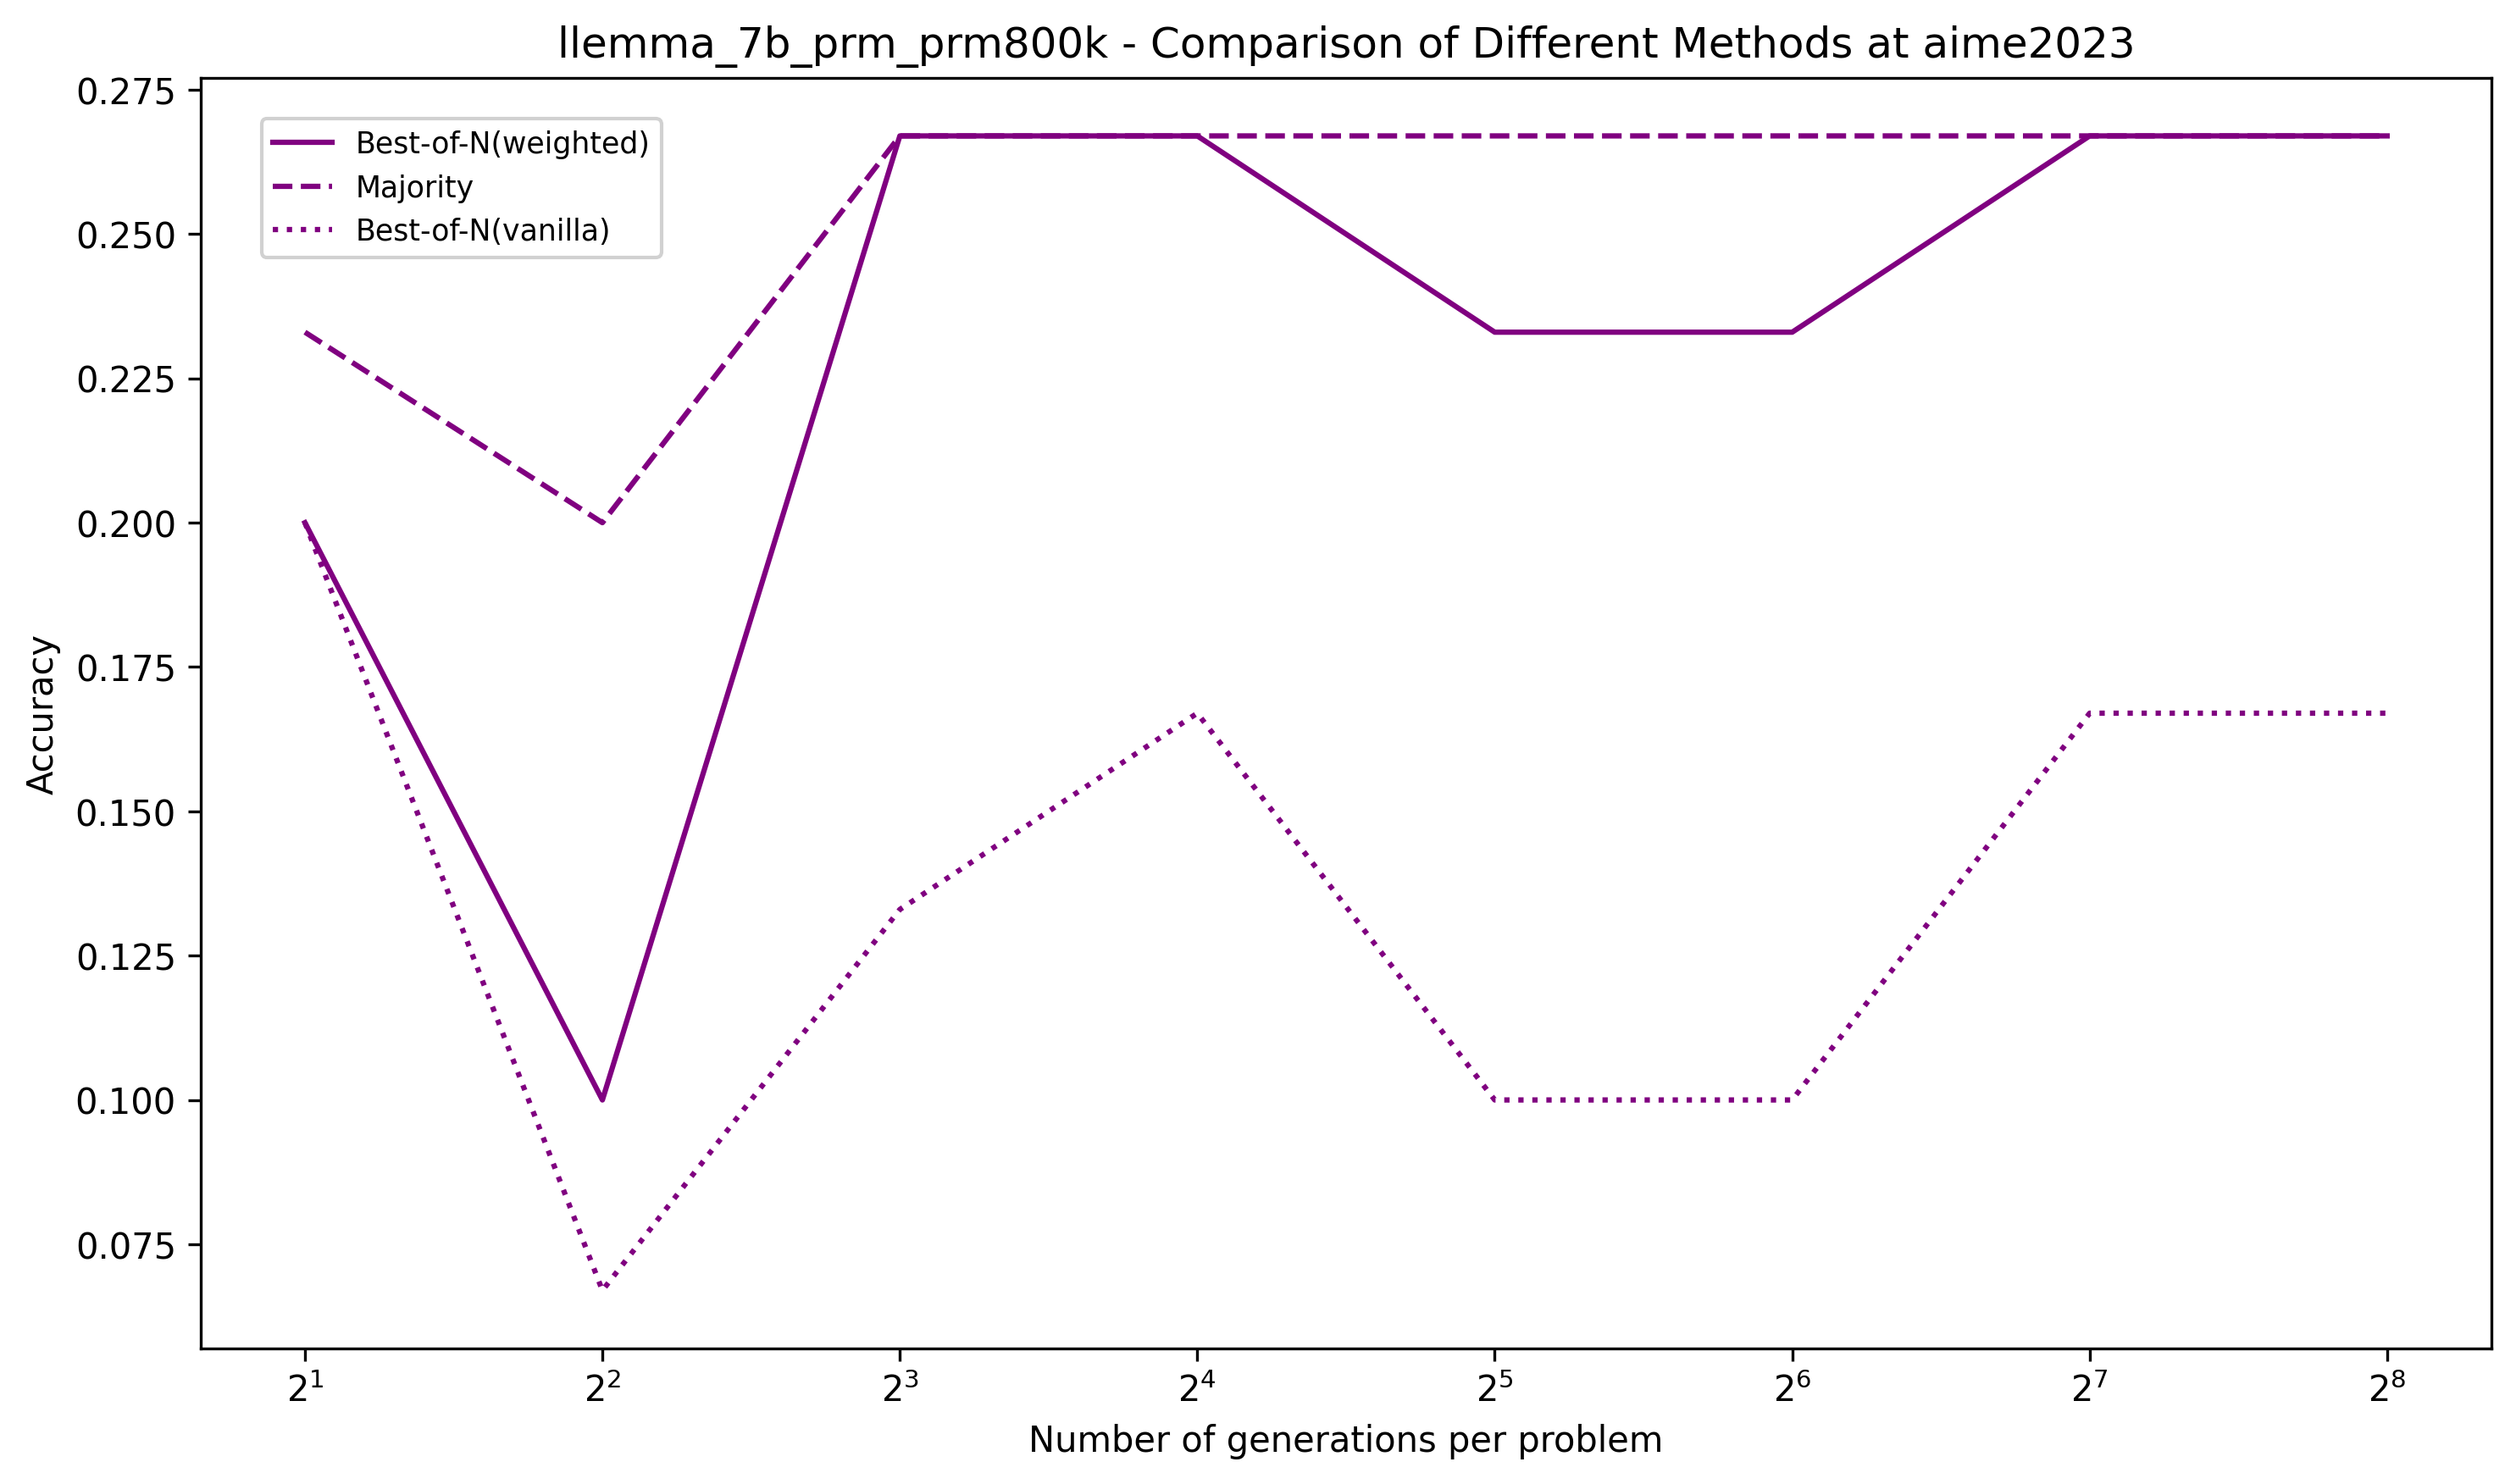 llemma_7b_prm_prm800k - Comparison of Different Methods at aime2023
Best-of-N(weighted)
Majority
Best-of-N(vanilla)
Accuracy
0.275
0.250
0.225
0.200
0.175
0.150
0.125
0.100
0.075
2¹ 2² 2³ 2⁴ 2⁵ 2⁶ 2⁷ 2⁸
Number of generations per problem